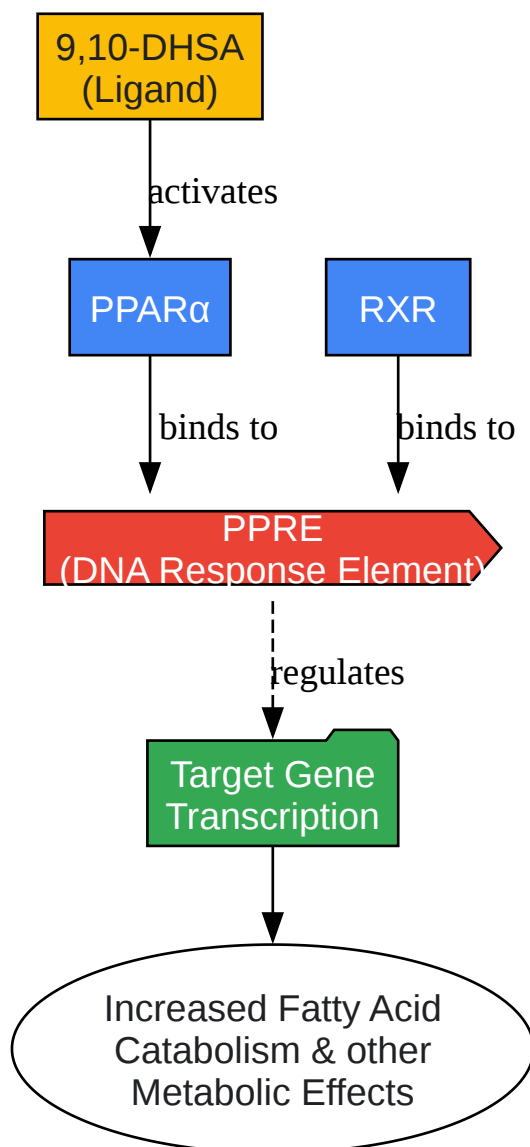 9,10-DHSA
(Ligand)
activates
PPARα
RXR
binds to
binds to
PPRE
(DNA Response Element)
regulates
Target Gene
Transcription
Increased Fatty Acid
Catabolism & other
Metabolic Effects